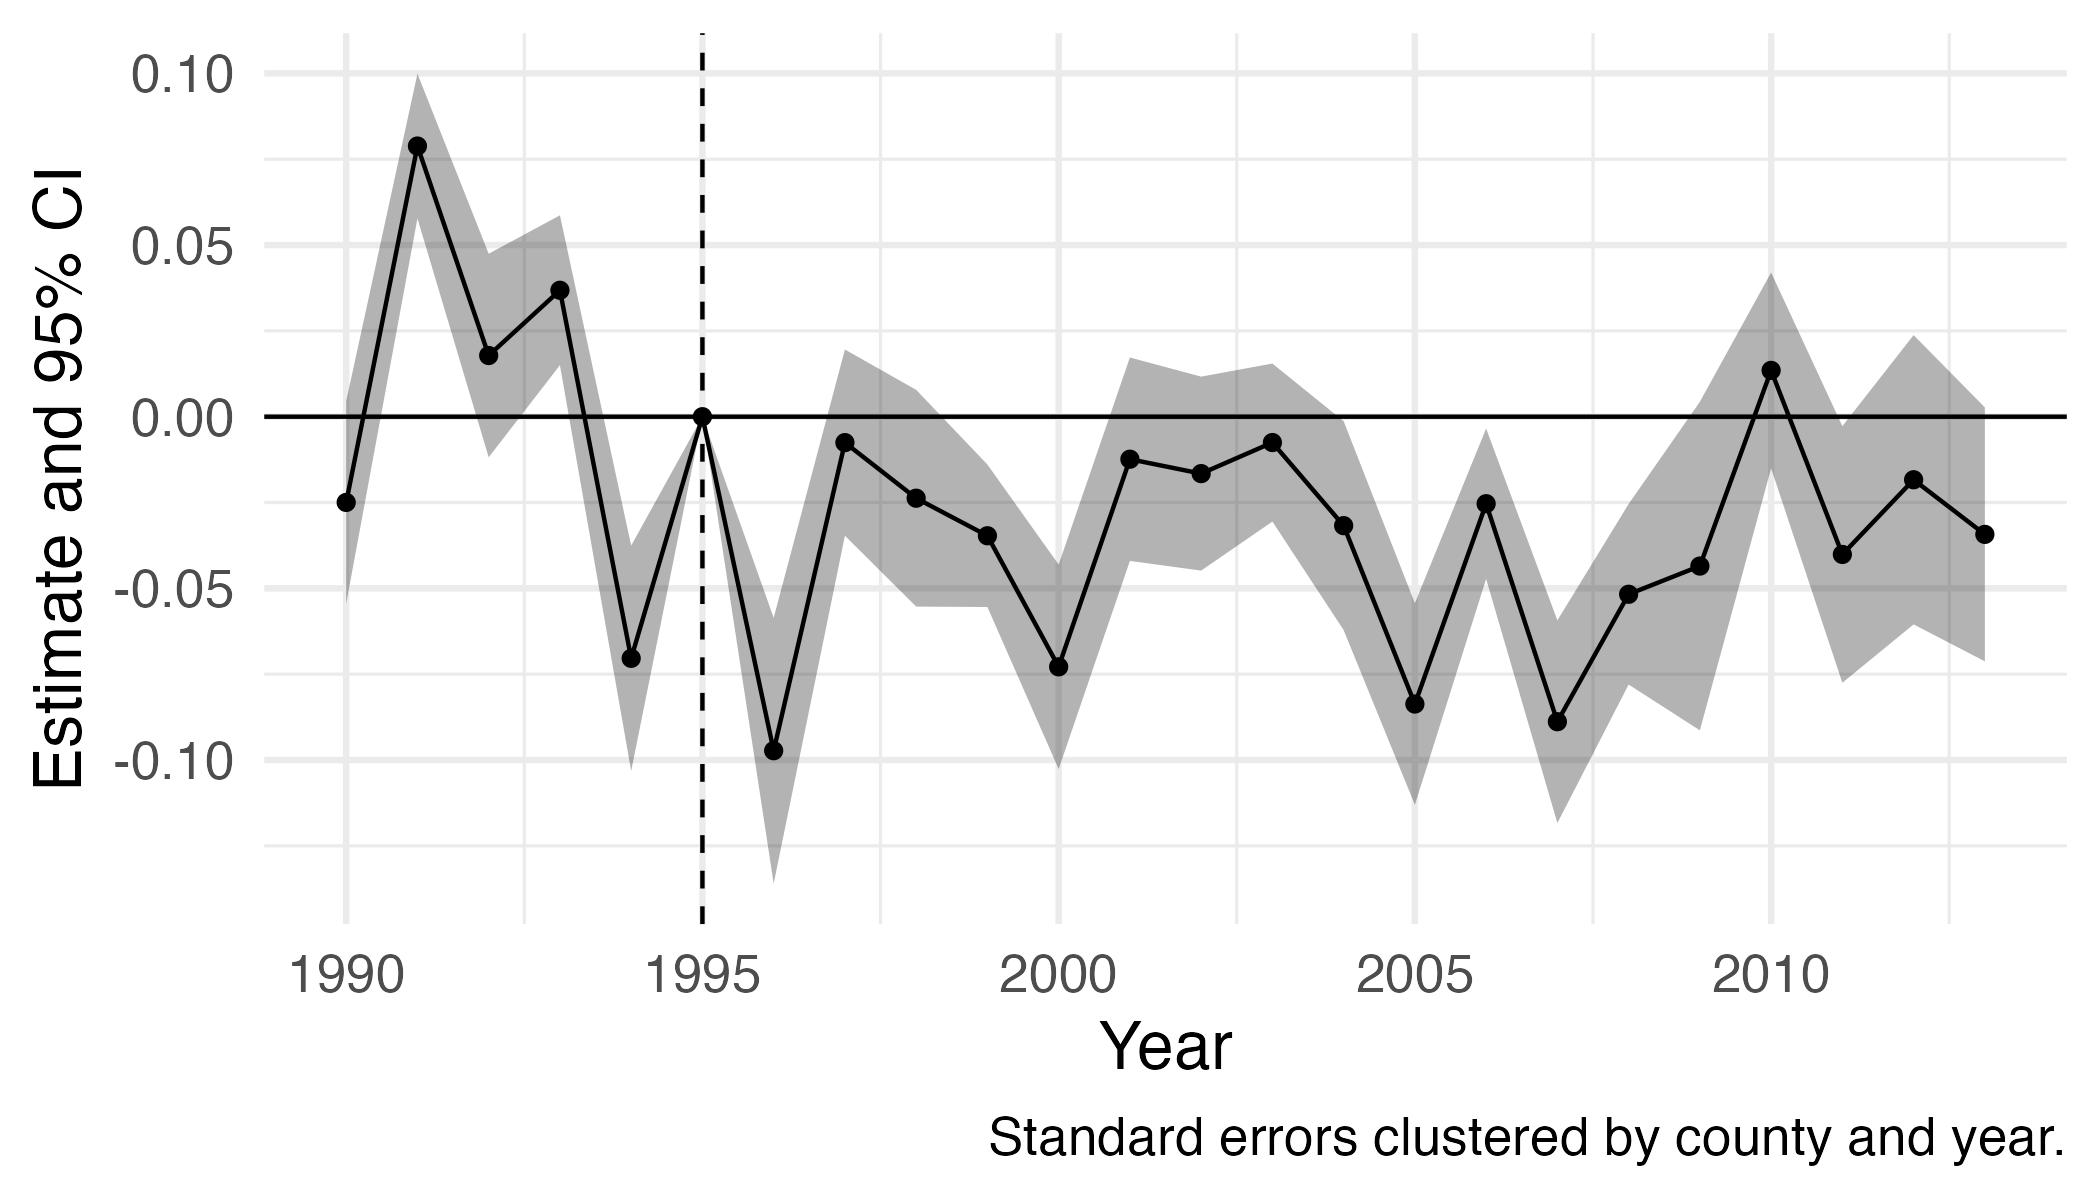 Estimate and 95% CI
0.10
0.05
0.00
-0.05
-0.10
1990 1995 2000 2005 2010
Year
Standard errors clustered by county and year.